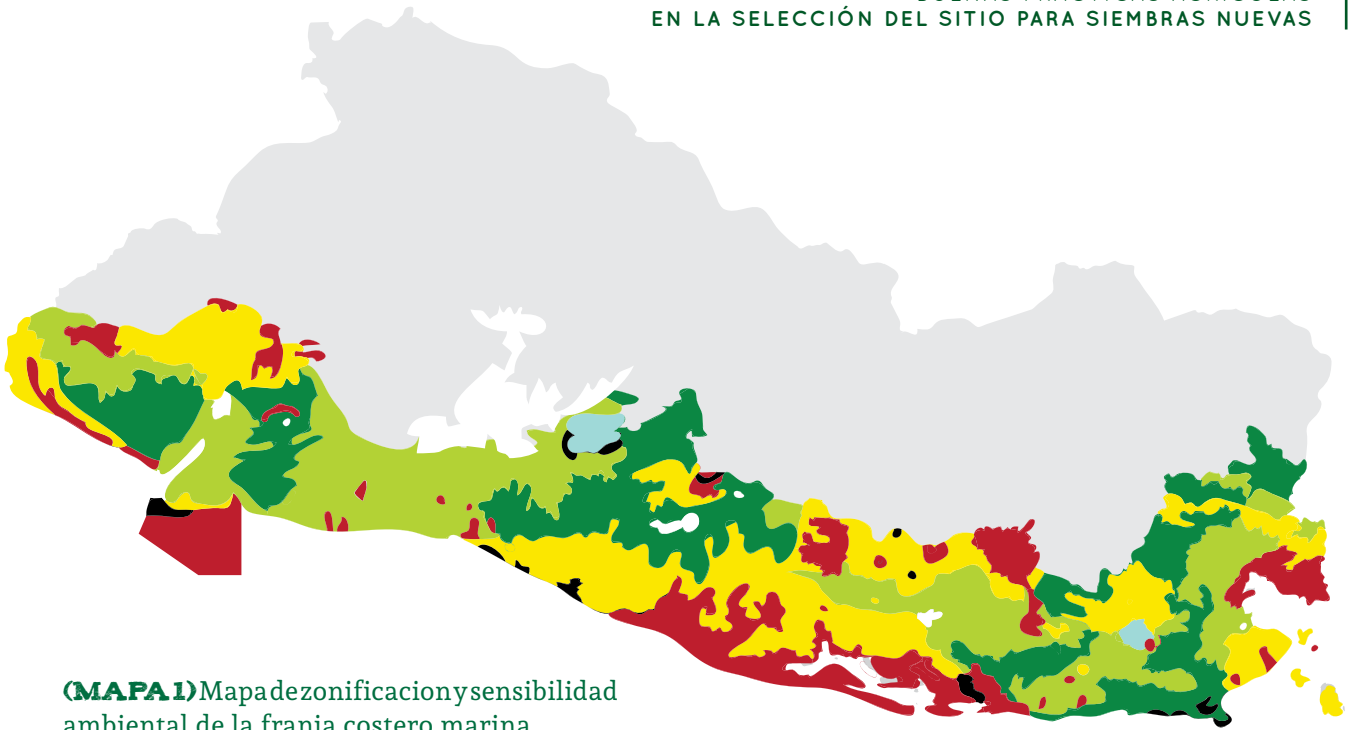 EN LA SELECCIÓN DEL SITIO PARA SIEMBRAS NUEVAS
(MAPA 1) Mapa de zonificacion y sensibilidad
ambiental de la franja costero marina